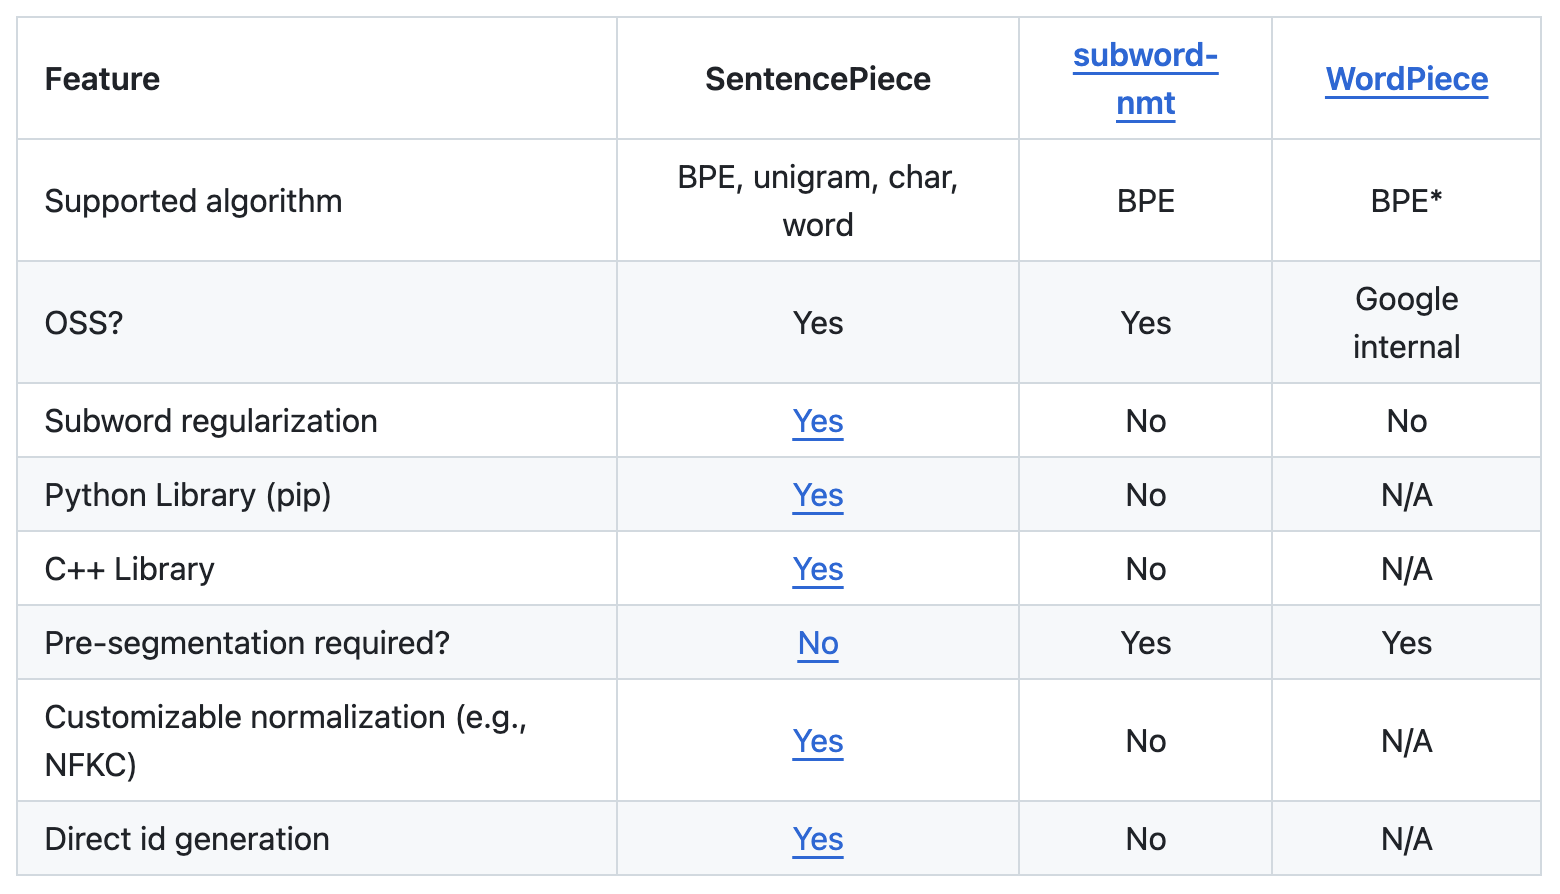 Feature SentencePiece subword-
nmt WordPiece
Supported algorithm BPE, unigram, char,
word BPE BPE*
OSS? Yes Yes Google
internal
Subword regularization Yes No No
Python Library (pip) Yes No N/A
C++ Library Yes No N/A
Pre-segmentation required? No Yes Yes
Customizable normalization (e.g.,
NFKC) Yes No N/A
Direct id generation Yes No N/A